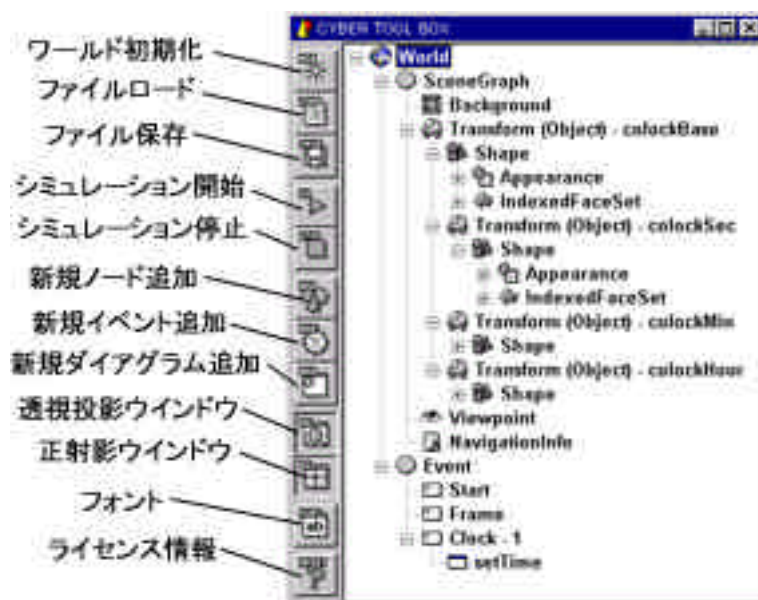 CYBER TOOL BOX
ワールド初期化
ファイルロード
ファイル保存
シミュレーション開始
シミュレーション停止
新規ノード追加
新規イベント追加
新規ダイアグラム追加
透視投影ウインドウ
正射影ウインドウ
フォント
ライセンス情報
World
SceneGraph
Background
Transform (Object) - colockBase
Shape
Appearance
IndexedFaceSet
Transform (Object) - colockSec
Shape
Appearance
IndexedFaceSet
Transform (Object) - colockMin
Shape
Transform (Object) - colockHour
Shape
Viewpoint
NavigationInfo
Event
Start
Frame
Clock - 1
setTime